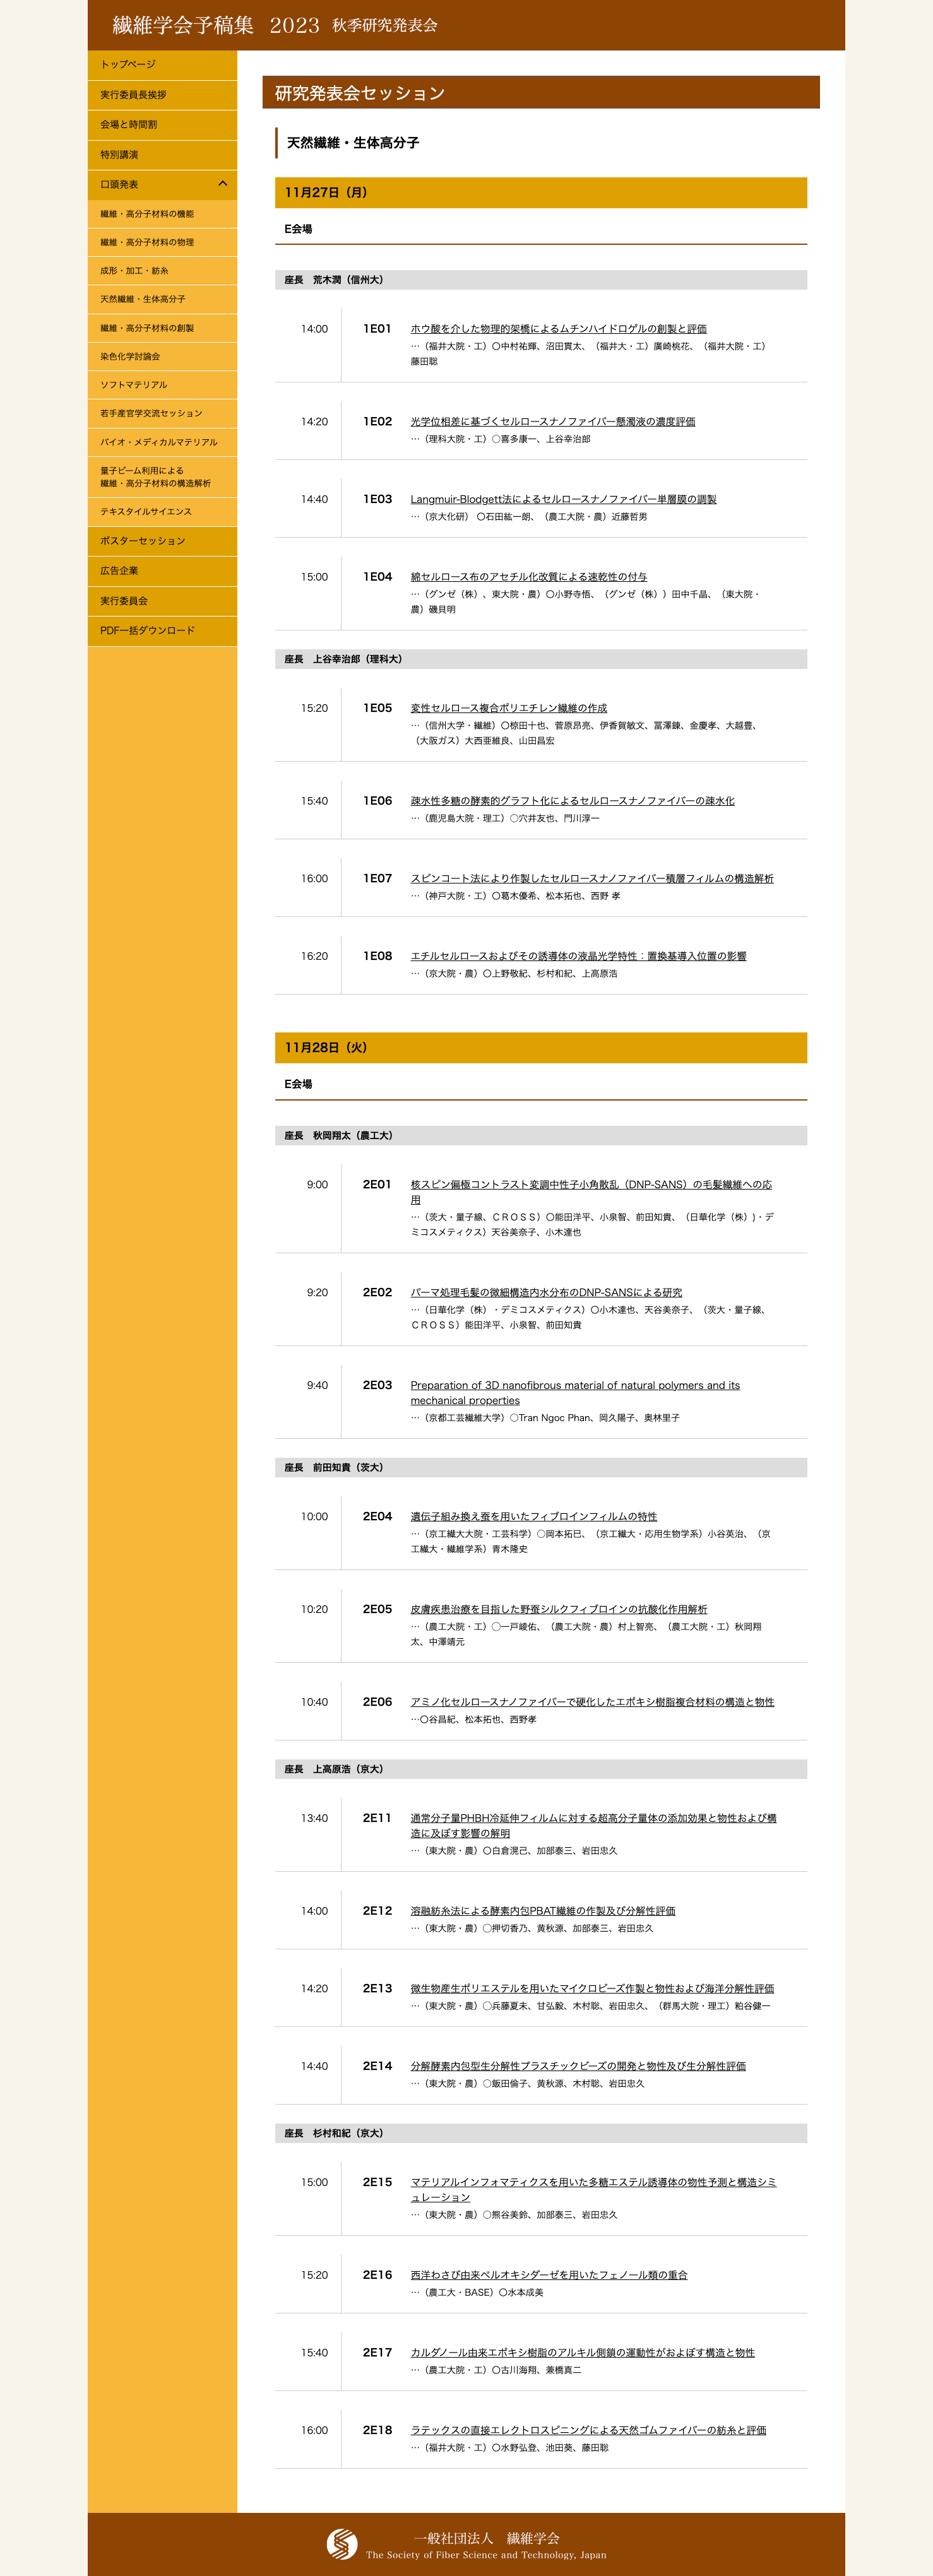 繊維学会予稿集 2023 秋季研究発表会
トップページ
実行委員長挨拶
会場と時間割
特別講演
口頭発表
繊維・高分子材料の機能
繊維・高分子材料の物理
成形・加工・紡糸
天然繊維・生体高分子
繊維・高分子材料の創製
染色化学討論会
ソフトマテリアル
若手産官学交流セッション
バイオ・メディカルマテリアル
量子ビーム利用による
繊維・高分子材料の構造解析
テキスタイルサイエンス
ポスターセッション
広告企業
実行委員会
PDF一括ダウンロード
研究発表会セッション
天然繊維・生体高分子
11月27日（月）
E会場
座長 荒木潤（信州大）
14:00 1E01 ホウ酸を介した物理的架橋によるムチンハイドロゲルの創製と評価
…（福井大院・工）〇中村祐輝、沼田貫太、（福井大・工）廣崎桃花、（福井大院・工）
藤田聡
14:20 1E02 光学位相差に基づくセルロースナノファイバー懸濁液の濃度評価
…（理科大院・工）○喜多康一、上谷幸治郎
14:40 1E03 Langmuir-Blodgett法によるセルロースナノファイバー単層膜の調製
…（京大化研） 〇石田紘一朗、（農工大院・農）近藤哲男
15:00 1E04 綿セルロース布のアセチル化改質による速乾性の付与
…（グンゼ（株）、東大院・農）〇小野寺悟、（グンゼ（株））田中千晶、（東大院・
農）磯貝明
座長 上谷幸治郎（理科大）
15:20 1E05 変性セルロース複合ポリエチレン繊維の作成
…（信州大学・繊維）〇椋田十也、菅原昂亮、伊香賀敏文、冨澤錬、金慶孝、大越豊、
（大阪ガス）大西亜維良、山田昌宏
15:40 1E06 疎水性多糖の酵素的グラフト化によるセルロースナノファイバーの疎水化
…（鹿児島大院・理工）○穴井友也、門川淳一
16:00 1E07 スピンコート法により作製したセルロースナノファイバー積層フィルムの構造解析
…（神戸大院・工）〇葛木優希、松本拓也、西野 孝
16:20 1E08 エチルセルロースおよびその誘導体の液晶光学特性：置換基導入位置の影響
…（京大院・農）〇上野敬紀、杉村和紀、上高原浩
11月28日（火）
E会場
座長 秋岡翔太（農工大）
9:00 2E01 核スピン偏極コントラスト変調中性子小角散乱（DNP-SANS）の毛髪繊維への応
用
…（茨大・量子線、ＣＲＯＳＳ）〇能田洋平、小泉智、前田知貴、（日華化学（株）)・デ
ミコスメティクス）天谷美奈子、小木達也
9:20 2E02 パーマ処理毛髪の微細構造内水分布のDNP-SANSによる研究
…（日華化学（株）・デミコスメティクス）〇小木達也、天谷美奈子、（茨大・量子線、
ＣＲＯＳＳ）能田洋平、小泉智、前田知貴
9:40 2E03 Preparation of 3D nanofibrous material of natural polymers and its
mechanical properties
…（京都工芸繊維大学）○Tran Ngoc Phan、岡久陽子、奥林里子
座長 前田知貴（茨大）
10:00 2E04 遺伝子組み換え蚕を用いたフィブロインフィルムの特性
…（京工繊大大院・工芸科学）○岡本拓巳、（京工繊大・応用生物学系）小谷英治、（京
工繊大・繊維学系）青木隆史
10:20 2E05 皮膚疾患治療を目指した野蚕シルクフィブロインの抗酸化作用解析
…（農工大院・工）◯一戸崚佑、（農工大院・農）村上智亮、（農工大院・工）秋岡翔
太、中澤靖元
10:40 2E06 アミノ化セルロースナノファイバーで硬化したエポキシ樹脂複合材料の構造と物性
…〇谷昌紀、松本拓也、西野孝
座長 上高原浩（京大）
13:40 2E11 通常分子量PHBH冷延伸フィルムに対する超高分子量体の添加効果と物性および構
造に及ぼす影響の解明
…（東大院・農）〇白倉滉己、加部泰三、岩田忠久
14:00 2E12 溶融紡糸法による酵素内包PBAT繊維の作製及び分解性評価
…（東大院・農）◯押切香乃、黄秋源、加部泰三、岩田忠久
14:20 2E13 微生物産生ポリエステルを用いたマイクロビーズ作製と物性および海洋分解性評価
…（東大院・農）◯兵藤夏未、甘弘毅、木村聡、岩田忠久、（群馬大院・理工）粕谷健一
14:40 2E14 分解酵素内包型生分解性プラスチックビーズの開発と物性及び生分解性評価
…（東大院・農）○飯田倫子、黄秋源、木村聡、岩田忠久
座長 杉村和紀（京大）
15:00 2E15 マテリアルインフォマティクスを用いた多糖エステル誘導体の物性予測と構造シミ
ュレーション
…（東大院・農）○熊谷美鈴、加部泰三、岩田忠久
15:20 2E16 西洋わさび由来ペルオキシダーゼを用いたフェノール類の重合
…（農工大・BASE）〇水本成美
15:40 2E17 カルダノール由来エポキシ樹脂のアルキル側鎖の運動性がおよぼす構造と物性
…（農工大院・工）〇古川海翔、兼橋真二
16:00 2E18 ラテックスの直接エレクトロスピニングによる天然ゴムファイバーの紡糸と評価
…（福井大院・工）〇水野弘登、池田葵、藤田聡
一般社団法人 繊維学会
The Society of Fiber Science and Technology, Japan